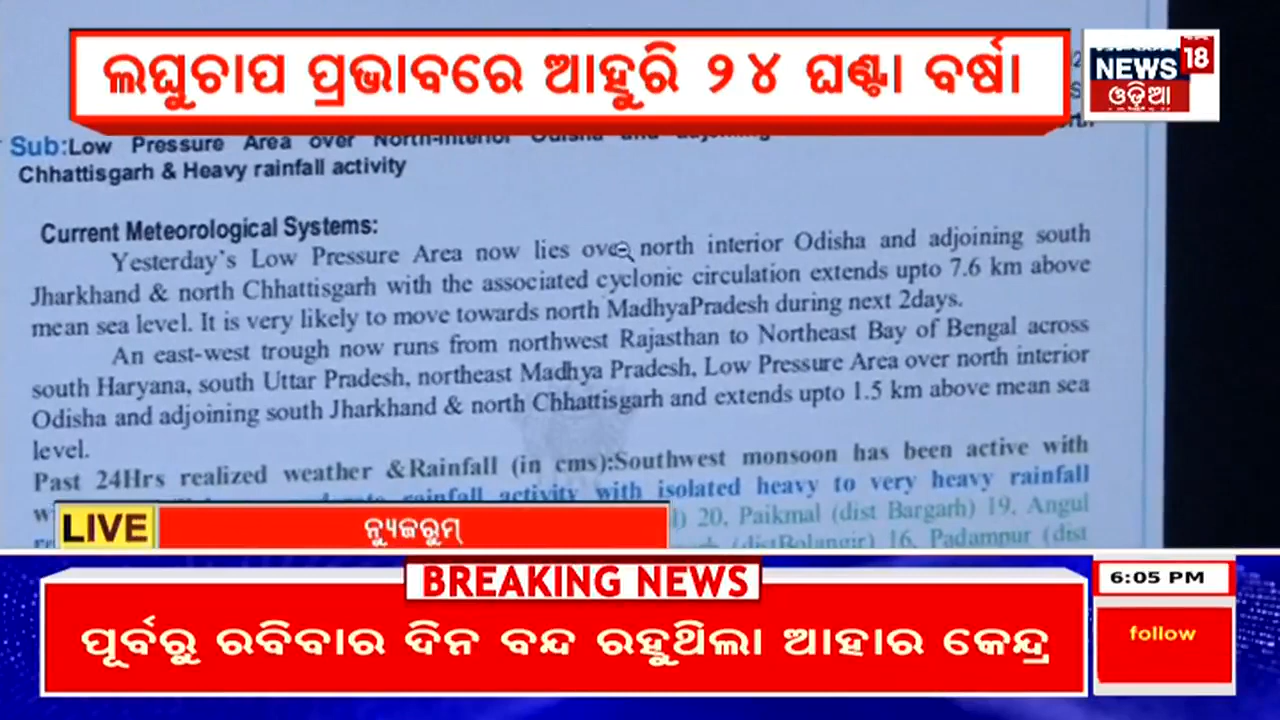 ଲଘୁଚାପ ପ୍ରଭାବରେ ଆହୁରି ୨୪ ଘଣ୍ଟା ବର୍ଷା
NEWS 18
ଓଡ଼ିଆ
Sub:Low Pressure Area over North-interior Odisha and adjoining
Chhattisgarh & Heavy rainfall activity
Current Meteorological Systems:
Yesterday's Low Pressure Area now lies over north interior Odisha and adjoining south
Jharkhand & north Chhattisgarh with the associated cyclonic circulation extends upto 7.6 km above
mean sea level. It is very likely to move towards north MadhyaPradesh during next 2days.
An east-west trough now runs from northwest Rajasthan to Northeast Bay of Bengal across
south Haryana, south Uttar Pradesh, northeast Madhya Pradesh, Low Pressure Area over north interior
Odisha and adjoining south Jharkhand & north Chhattisgarh and extends upto 1.5 km above mean sea
level.
Past 24Hrs realized weather &Rainfall (in cms):Southwest monsoon has been active with
rainfall activity with isolated heavy to very heavy rainfall
20, Paikmal (dist Bargarh) 19, Angul
(distBolangir) 16, Padampur (dist
LIVE
ନ୍ୟୁଜରୁମ୍
BREAKING NEWS
ପୂର୍ବରୁ ରବିବାର ଦିନ ବନ୍ଦ ରହୁଥିଲା ଆହାର କେନ୍ଦ୍ର
6:05 PM
follow